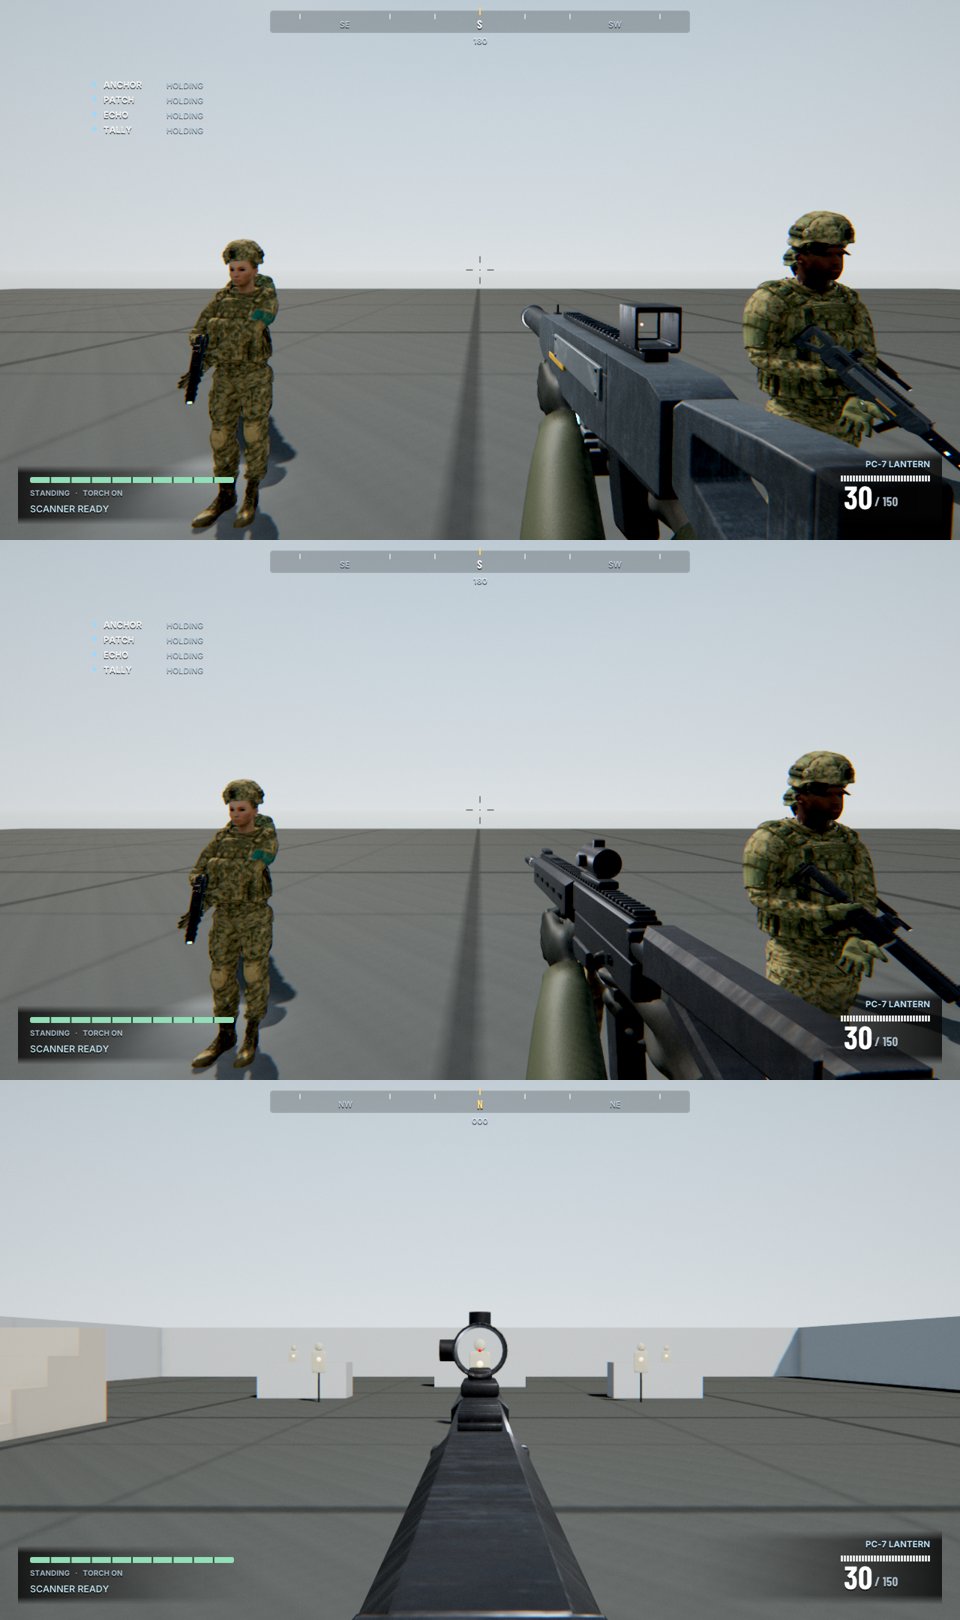 SE S SW
180
ANCHOR HOLDING
PATCH HOLDING
ECHO HOLDING
TALLY HOLDING
STANDING · TORCH ON
SCANNER READY
PC-7 LANTERN
30 / 150
SE S SW
180
ANCHOR HOLDING
PATCH HOLDING
ECHO HOLDING
TALLY HOLDING
STANDING · TORCH ON
SCANNER READY
PC-7 LANTERN
30 / 150
NW N NE
000
STANDING · TORCH ON
SCANNER READY
PC-7 LANTERN
30 / 150